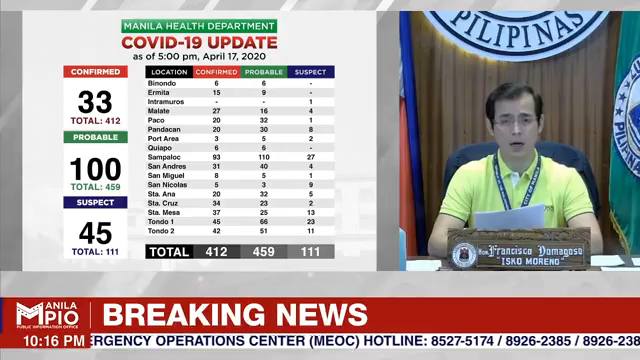 MANILA HEALTH DEPARTMENT
COVID-19 UPDATE
as of 5:00 pm, April 17, 2020
CONFIRMED
33
TOTAL: 412
PROBABLE
100
TOTAL: 459
SUSPECT
45
TOTAL: 111
LOCATION CONFIRMED PROBABLE SUSPECT
Binondo 6 6 -
Ermita 15 9 -
Intramuros - - 1
Malate 27 16 4
Paco 20 32 1
Pandacan 20 30 8
Port Area 3 5 2
Quiapo 6 6 -
Sampaloc 93 110 27
San Andres 31 40 4
San Miguel 8 5 1
San Nicolas 5 3 9
Sta. Ana 20 32 5
Sta. Cruz 34 23 2
Sta. Mesa 37 25 13
Tondo 1 45 66 23
Tondo 2 42 51 11
TOTAL 412 459 111
PILIPINAS
Hon. Francisco Domagoso
"ISKO MORENO"
MANILA
PIO
PUBLIC INFORMATION OFFICE
BREAKING NEWS
10:16 PM
ERGENCY OPERATIONS CENTER (MEOC) HOTLINE: 8527-5174 / 8926-2385 / 8926-238